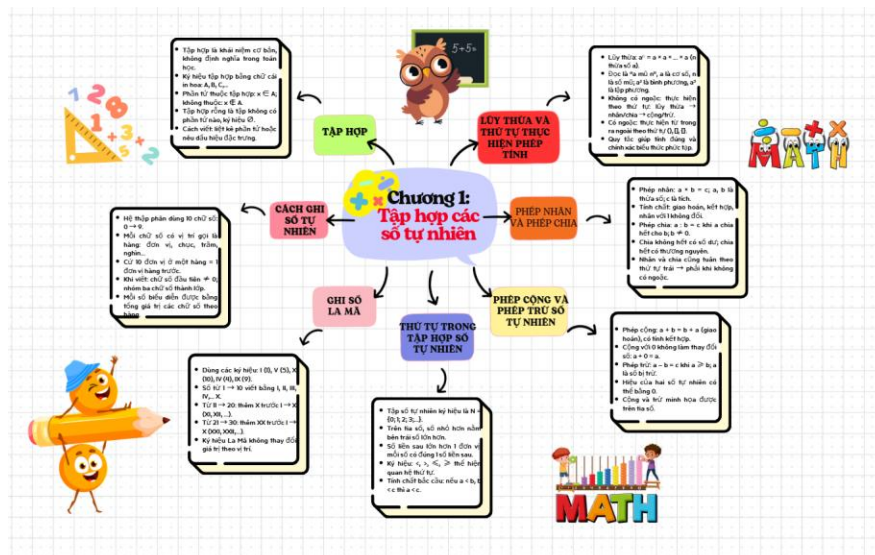 5+5=
Chương 1:
Tập hợp các
số tự nhiên
TẬP HỢP
• Tập hợp là khái niệm cơ bản,
không định nghĩa trong toán
học.
• Ký hiệu tập hợp bằng chữ cái
in hoa: A, B, C,...
• Phần tử thuộc tập hợp: x ∈ A;
không thuộc: x ∉ A.
• Tập hợp rỗng là tập không có
phần tử nào, ký hiệu ∅.
• Cách viết: liệt kê phần tử hoặc
nêu dấu hiệu đặc trưng.
CÁCH GHI
SỐ TỰ
NHIÊN
• Hệ thập phân dùng 10 chữ số:
0 → 9.
• Mỗi chữ số có vị trí gọi là
hàng: đơn vị, chục, trăm,
nghìn...
• Cứ 10 đơn vị ở một hàng = 1
đơn vị hàng trước.
• Khi viết: chữ số đầu tiên ≠ 0;
nhóm ba chữ số thành lớp.
• Mỗi số biểu diễn được bằng
tổng giá trị các chữ số theo
hàng.
GHI SỐ
LA MÃ
• Dùng các ký hiệu: I (1), V (5), X
(10), IV (4), IX (9).
• Số từ 1 → 10 viết bằng I, II, III,
IV,... X.
• Từ 11 → 20: thêm X trước I → X
(XI, XII, ...).
• Từ 21 → 30: thêm XX trước I →
X (XXI, XXII,...).
• Ký hiệu La Mã không thay đổi
giá trị theo vị trí.
THỨ TỰ TRONG
TẬP HỢP SỐ TỰ
NHIÊN
• Tập số tự nhiên ký hiệu là N =
{0; 1; 2; 3;...}.
• Trên tia số, số nhỏ hơn nằm
bên trái số lớn hơn.
• Số liền sau lớn hơn 1 đơn vị
mỗi số có đúng 1 số liền sau.
• Ký hiệu: <, >, ≤, ≥ thể hiện
quan hệ thứ tự.
• Tính chất bắc cầu: nếu a < b, b
< c thì a < c.
PHÉP CỘNG VÀ
PHÉP TRỪ SỐ
TỰ NHIÊN
• Phép cộng: a + b = b + a (giao
hoán), có tính kết hợp.
• Cộng với 0 không làm thay đổi
số: a + 0 = a.
• Phép trừ: a – b = c khi a ≥ b; a
là số bị trừ.
• Hiệu của hai số tự nhiên có
thể bằng 0.
• Cộng và trừ minh họa được
trên tia số.
PHÉP NHÂN
VÀ PHÉP CHIA
• Phép nhân: a × b = c; a, b là
thừa số; c là tích.
• Tính chất: giao hoán, kết hợp,
nhân với 1 không đổi.
• Phép chia: a : b = c khi a chia
hết cho b; b ≠ 0.
• Chia không hết có số dư; chia
hết có thương nguyên.
• Nhân và chia cũng tuân theo
thứ tự trái → phải khi không
có ngoặc.
LŨY THỪA VÀ
THỨ TỰ THỰC
HIỆN PHÉP
TÍNH
• Lũy thừa: aⁿ = a × a × ... × a (n
thừa số a).
• Đọc là "a mũ n", a là cơ số, n
là số mũ; a² là bình phương, a³
là lập phương.
• Không có ngoặc: thực hiện
theo thứ tự: lũy thừa →
nhân/chia → cộng/trừ.
• Có ngoặc: thực hiện từ trong
ra ngoài theo thứ tự (), [], {}.
• Quy tắc giúp tính đúng và
chính xác biểu thức phức tạp.
MATH
MATH